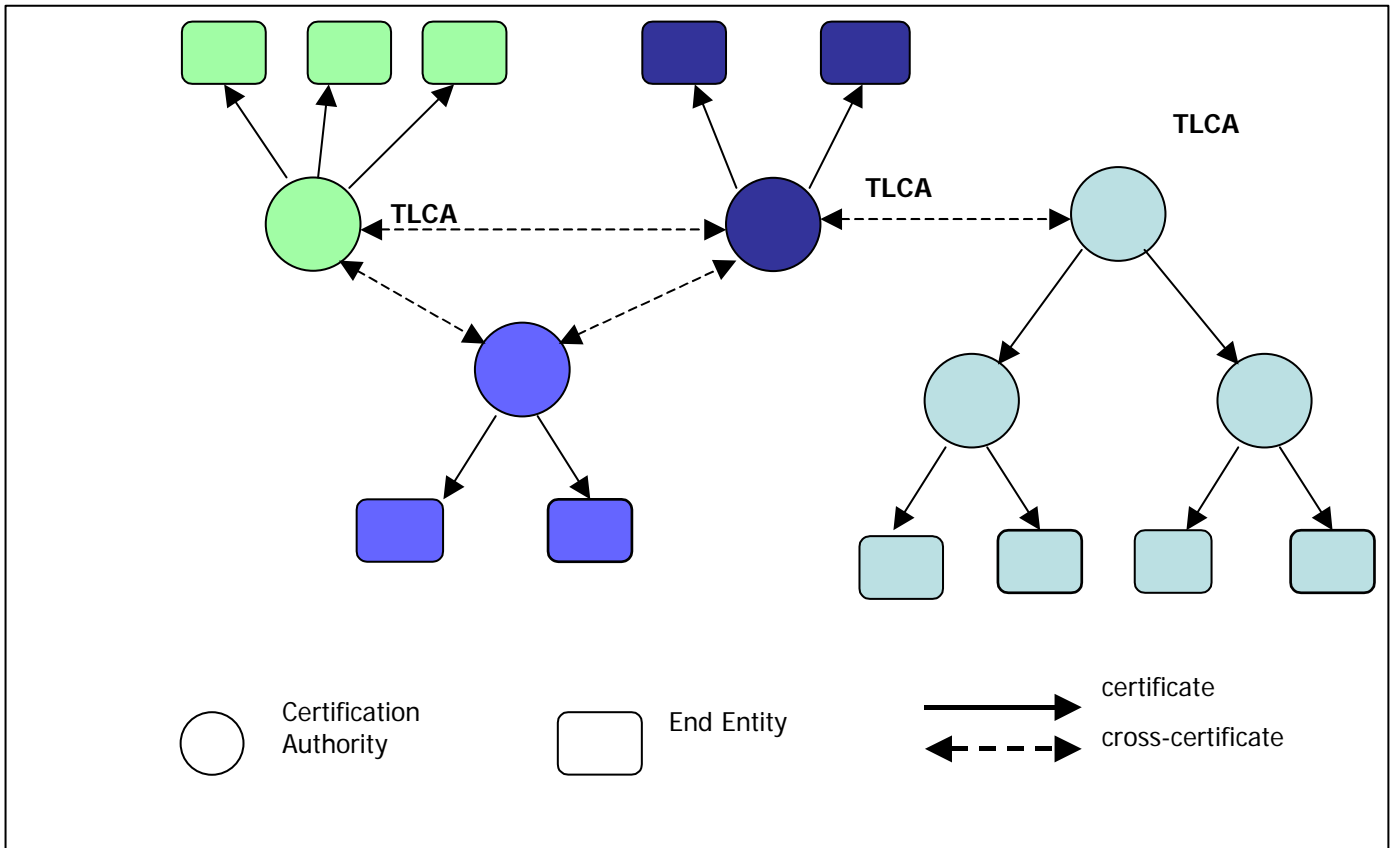 TLCA
TLCA
TLCA
Certification
Authority
End Entity
certificate
cross-certificate